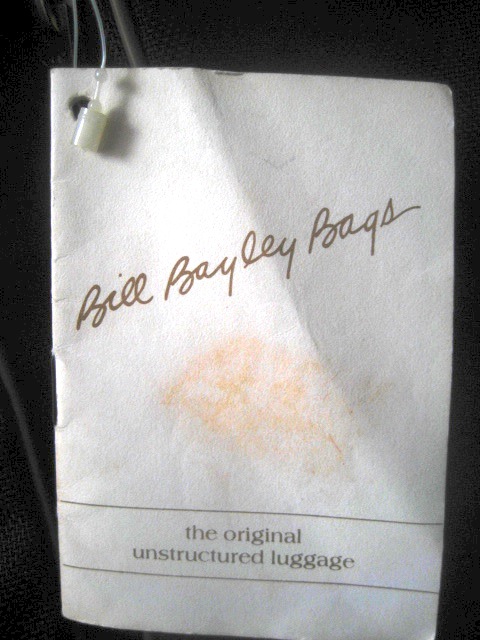 Bill Bayley Bags
the original
unstructured luggage